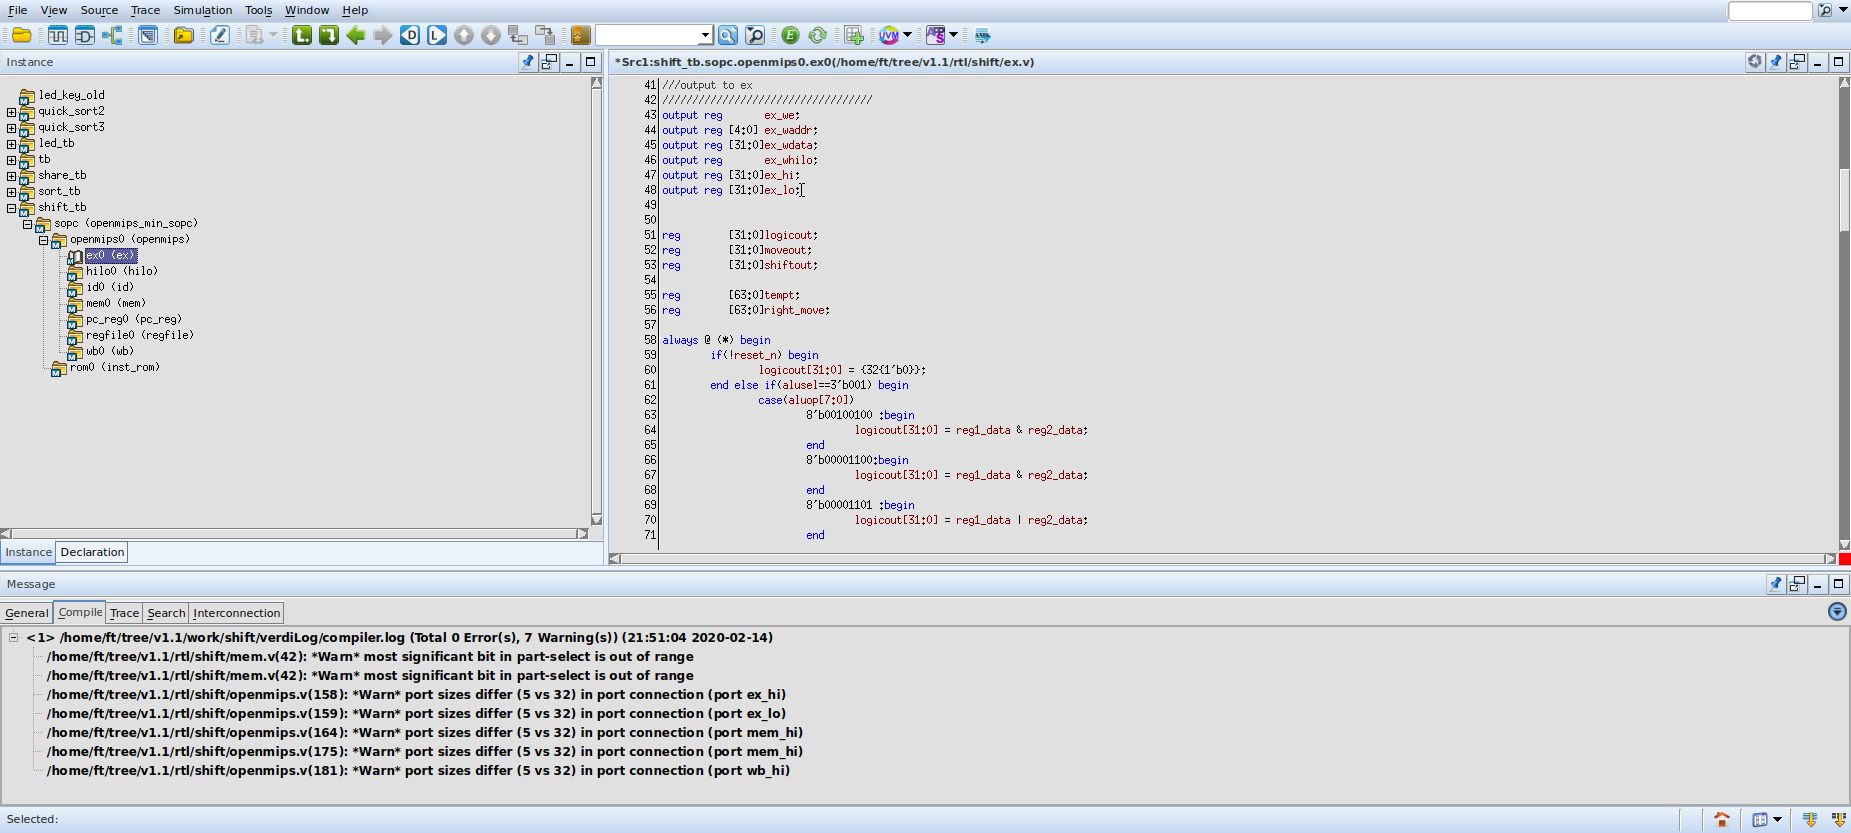 File View Source Trace Simulation Tools Window Help
Instance
led_key_old
quick_sort2
quick_sort3
led_tb
tb
share_tb
sort_tb
shift_tb
sopc (openmips_min_sopc)
openmips0 (openmips)
ex0 (ex)
hilo0 (hilo)
id0 (id)
mem0 (mem)
pc_reg0 (pc_reg)
regfile0 (regfile)
wb0 (wb)
rom0 (inst_rom)
Instance Declaration
*Src1:shift_tb.sopc.openmips0.ex0(/home/ft/tree/v1.1/rtl/shift/ex.v)
41 ///output to ex
42 ///////////////////////////////////
43 output reg ex_we;
44 output reg [4:0] ex_waddr;
45 output reg [31:0]ex_wdata;
46 output reg ex_whilo;
47 output reg [31:0]ex_hi;
48 output reg [31:0]ex_lo;
49
50
51 reg [31:0]logicout;
52 reg [31:0]moveout;
53 reg [31:0]shiftout;
54
55 reg [63:0]tempt;
56 reg [63:0]right_move;
57
58 always @ (*) begin
59 if(!reset_n) begin
60 logicout[31:0] = {32{1'b0}};
61 end else if(alusel==3'b001) begin
62 case(aluop[7:0])
63 8'b00100100 :begin
64 logicout[31:0] = reg1_data & reg2_data;
65 end
66 8'b00001100:begin
67 logicout[31:0] = reg1_data & reg2_data;
68 end
69 8'b00001101 :begin
70 logicout[31:0] = reg1_data | reg2_data;
71 end
Message
General Compile Trace Search Interconnection
<1> /home/ft/tree/v1.1/work/shift/verdiLog/compiler.log (Total 0 Error(s), 7 Warning(s)) (21:51:04 2020-02-14)
/home/ft/tree/v1.1/rtl/shift/mem.v(42): *Warn* most significant bit in part-select is out of range
/home/ft/tree/v1.1/rtl/shift/mem.v(42): *Warn* most significant bit in part-select is out of range
/home/ft/tree/v1.1/rtl/shift/openmips.v(158): *Warn* port sizes differ (5 vs 32) in port connection (port ex_hi)
/home/ft/tree/v1.1/rtl/shift/openmips.v(159): *Warn* port sizes differ (5 vs 32) in port connection (port ex_lo)
/home/ft/tree/v1.1/rtl/shift/openmips.v(164): *Warn* port sizes differ (5 vs 32) in port connection (port mem_hi)
/home/ft/tree/v1.1/rtl/shift/openmips.v(175): *Warn* port sizes differ (5 vs 32) in port connection (port mem_hi)
/home/ft/tree/v1.1/rtl/shift/openmips.v(181): *Warn* port sizes differ (5 vs 32) in port connection (port wb_hi)
Selected: